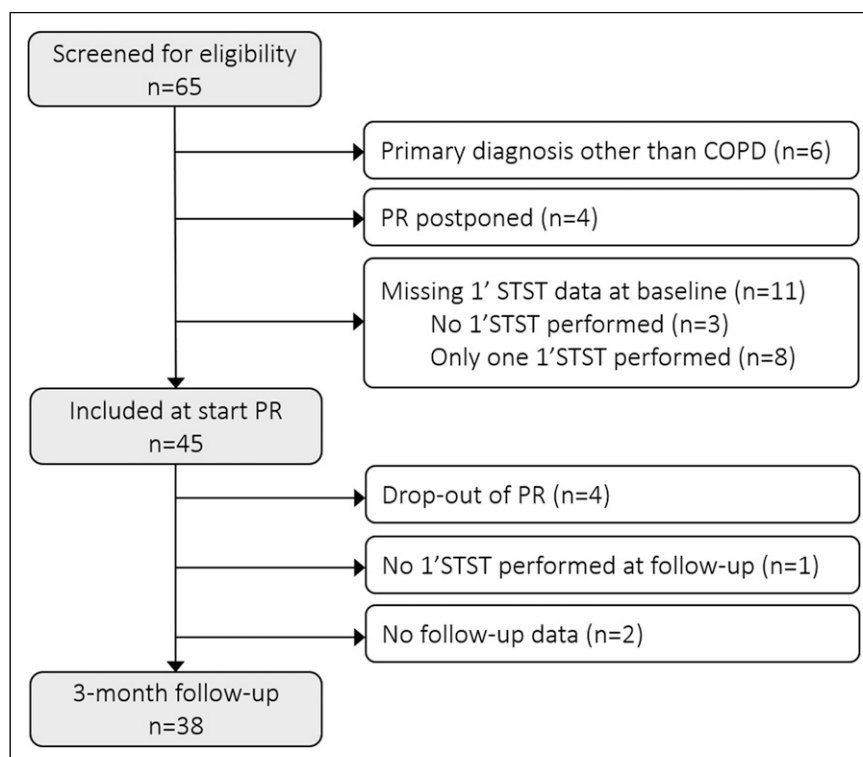 Screened for eligibility
n=65
Primary diagnosis other than COPD (n=6)
PR postponed (n=4)
Missing 1’ STST data at baseline (n=11)
No 1’STST performed (n=3)
Only one 1’STST performed (n=8)
Included at start PR
n=45
Drop-out of PR (n=4)
No 1’STST performed at follow-up (n=1)
No follow-up data (n=2)
3-month follow-up
n=38